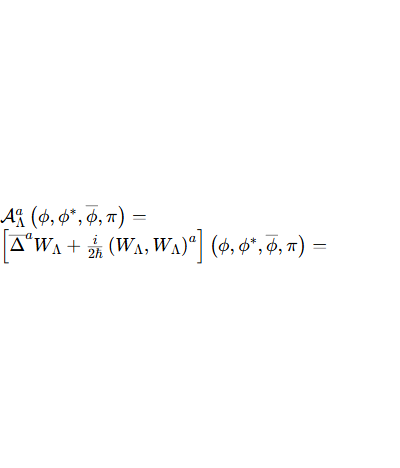 𝒜^a_Λ (ϕ, ϕ*, ϕ̅, π) =
[Δ̅^a W_Λ + i/2ℏ (W_Λ, W_Λ)^a] (ϕ, ϕ*, ϕ̅, π) =